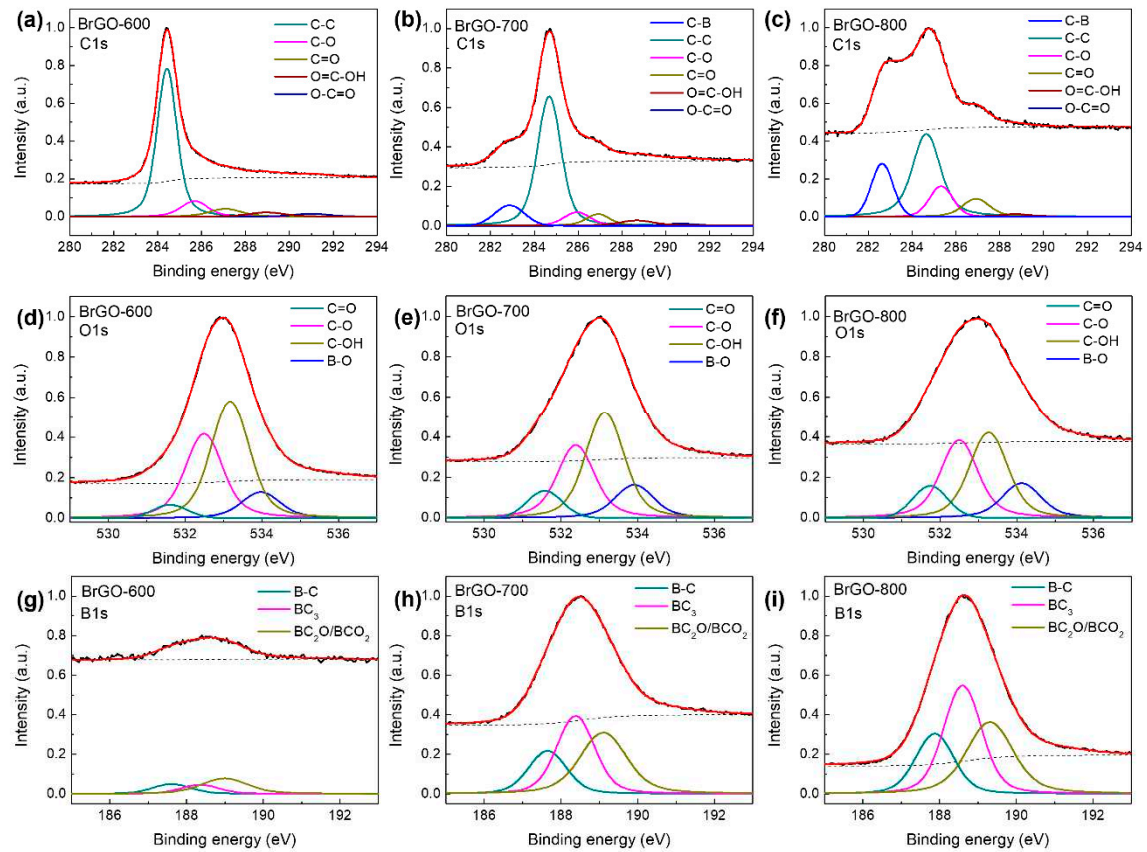 (a) BrGO-600
C1s
C-C
C-O
C=O
O=C-OH
O-C=O
Intensity (a.u.)
1.0
0.8
0.6
0.4
0.2
0.0
280 282 284 286 288 290 292 294
Binding energy (eV)
(b) BrGO-700
C1s
C-B
C-C
C-O
C=O
O=C-OH
O-C=O
Intensity (a.u.)
1.0
0.8
0.6
0.4
0.2
0.0
280 282 284 286 288 290 292 294
Binding energy (eV)
(c) BrGO-800
C1s
C-B
C-C
C-O
C=O
O=C-OH
O-C=O
Intensity (a.u.)
1.0
0.8
0.6
0.4
0.2
0.0
280 282 284 286 288 290 292 294
Binding energy (eV)
(d) BrGO-600
O1s
C=O
C-O
C-OH
B-O
Intensity (a.u.)
1.0
0.8
0.6
0.4
0.2
0.0
530 532 534 536
Binding energy (eV)
(e) BrGO-700
O1s
C=O
C-O
C-OH
B-O
Intensity (a.u.)
1.0
0.8
0.6
0.4
0.2
0.0
530 532 534 536
Binding energy (eV)
(f) BrGO-800
O1s
C=O
C-O
C-OH
B-O
Intensity (a.u.)
1.0
0.8
0.6
0.4
0.2
0.0
530 532 534 536
Binding energy (eV)
(g) BrGO-600
B1s
B-C
BC3
BC2O/BCO2
Intensity (a.u.)
1.0
0.8
0.6
0.4
0.2
0.0
186 188 190 192
Binding energy (eV)
(h) BrGO-700
B1s
B-C
BC3
BC2O/BCO2
Intensity (a.u.)
1.0
0.8
0.6
0.4
0.2
0.0
186 188 190 192
Binding energy (eV)
(i) BrGO-800
B1s
B-C
BC3
BC2O/BCO2
Intensity (a.u.)
1.0
0.8
0.6
0.4
0.2
0.0
186 188 190 192
Binding energy (eV)